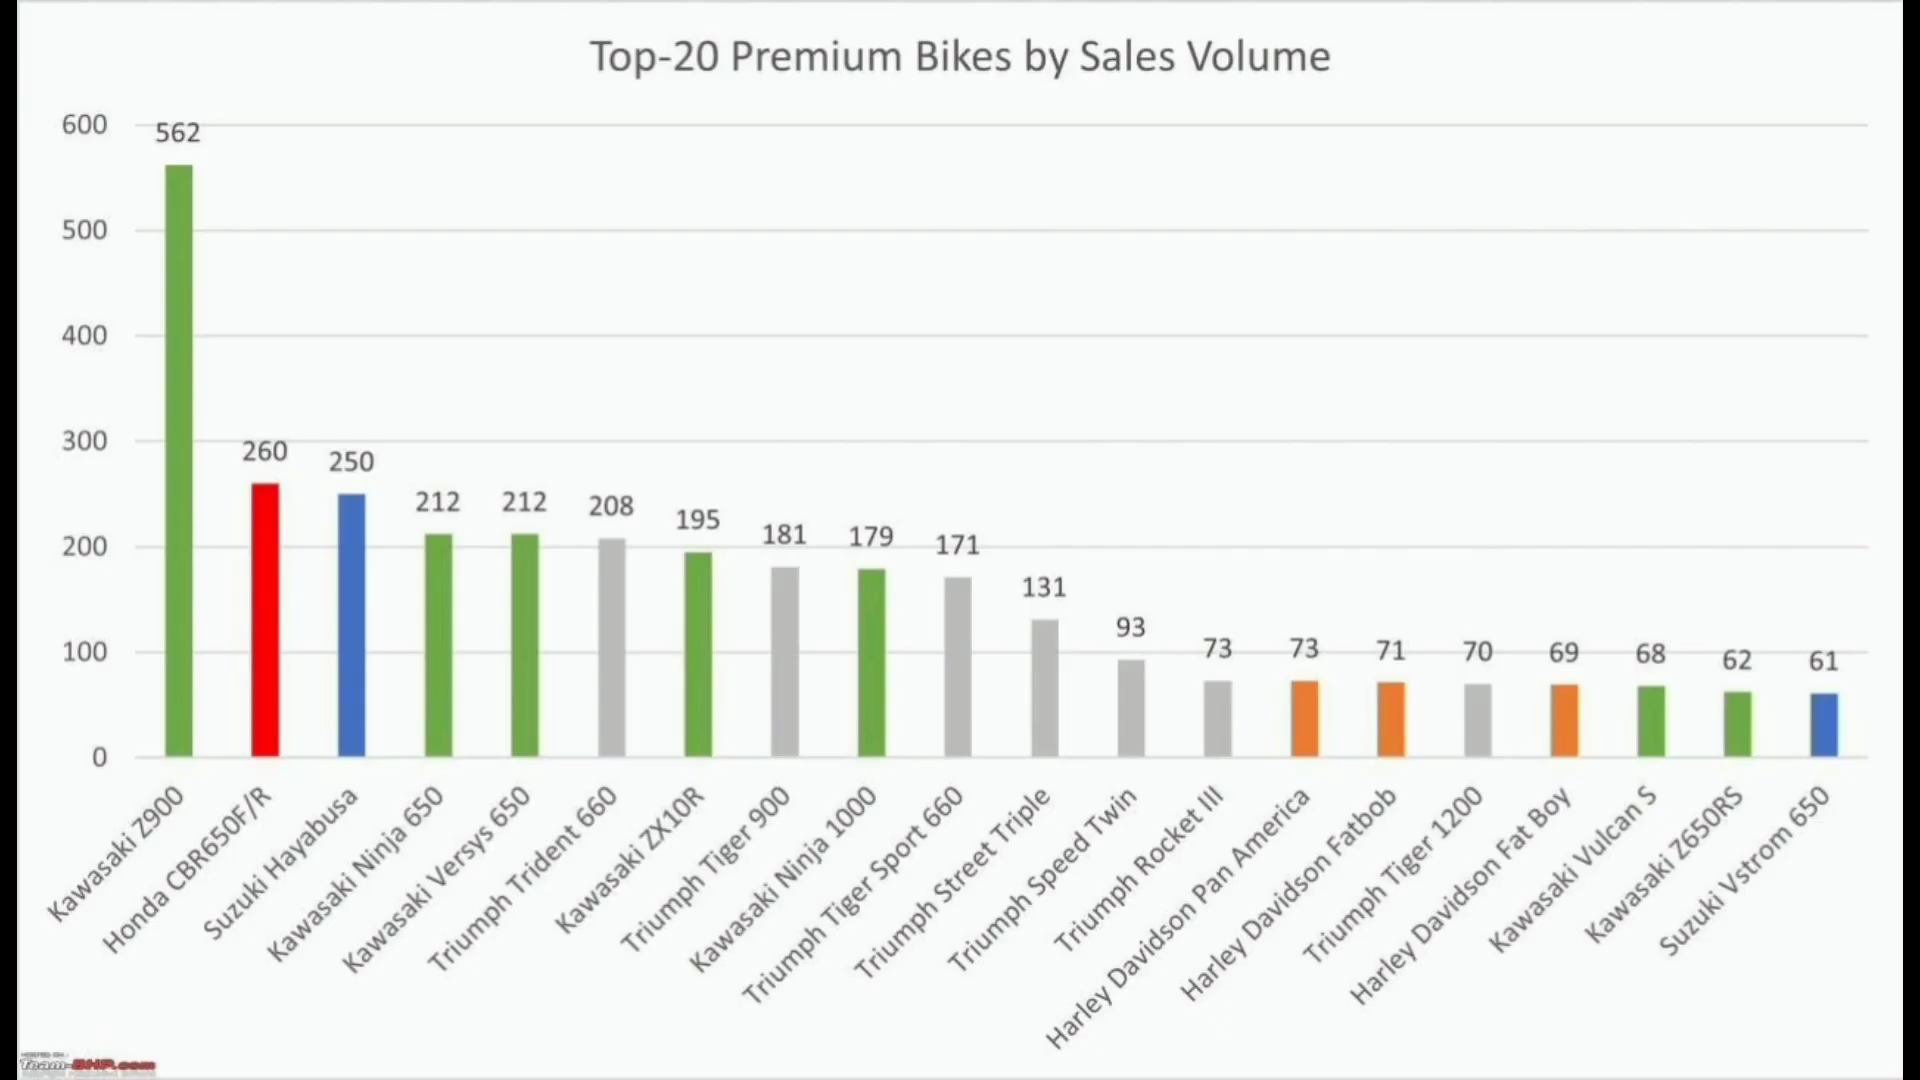 Top-20 Premium Bikes by Sales Volume
600
500
400
300
200
100
0
562
260
250
212
212
208
195
181
179
171
131
93
73
73
71
70
69
68
62
61
Kawasaki Z900
Honda CBR650F/R
Suzuki Hayabusa
Kawasaki Ninja 650
Kawasaki Versys 650
Triumph Trident 660
Kawasaki ZX10R
Triumph Tiger 900
Kawasaki Ninja 1000
Triumph Tiger Sport 660
Triumph Street Triple
Triumph Speed Twin
Triumph Rocket III
Harley Davidson Pan America
Harley Davidson Fatbob
Triumph Tiger 1200
Harley Davidson Fat Boy
Kawasaki Vulcan S
Kawasaki Z650RS
Suzuki Vstrom 650
Team-BHP.com